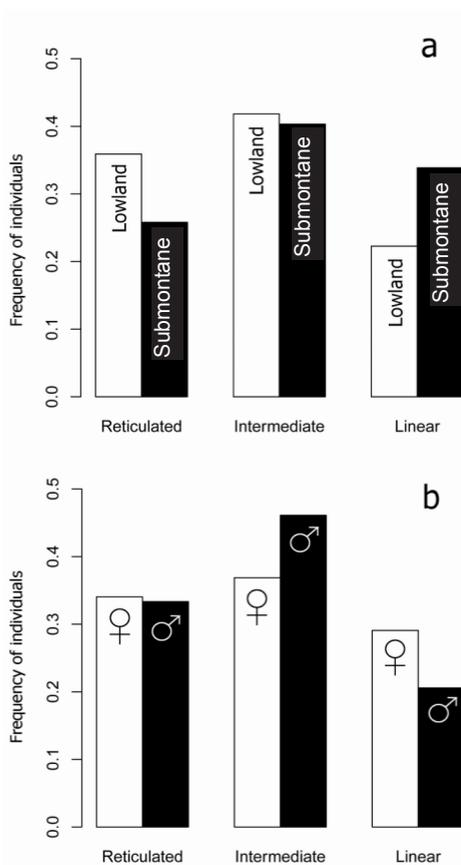 a
Frequency of individuals
0.5
0.4
0.3
0.2
0.1
0.0
Lowland
Submontane
Lowland
Submontane
Lowland
Submontane
Reticulated Intermediate Linear
b
Frequency of individuals
0.5
0.4
0.3
0.2
0.1
0.0
♀ ♂ ♀ ♂ ♀ ♂
Reticulated Intermediate Linear